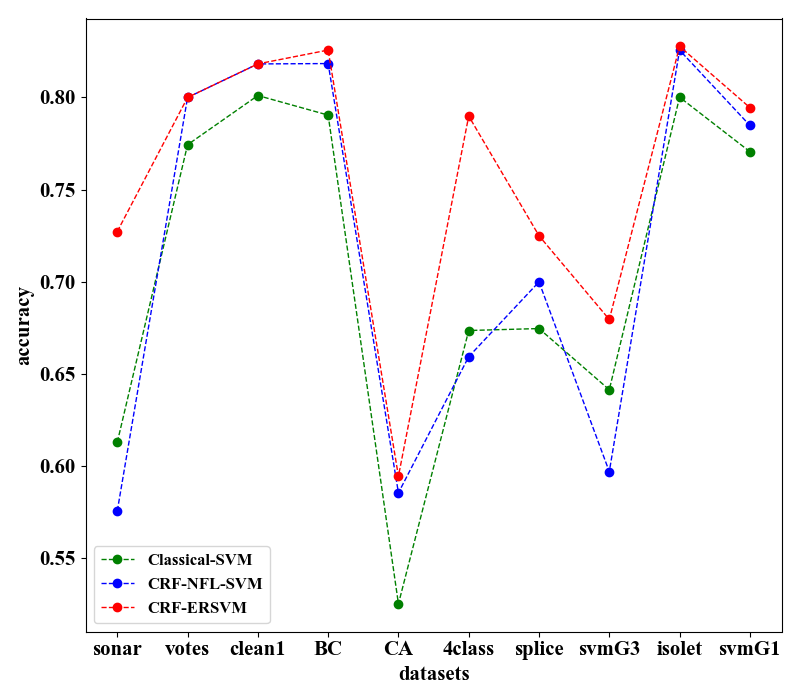 0.80
0.75
0.70
0.65
0.60
0.55
accuracy
Classical-SVM
CRF-NFL-SVM
CRF-ERSVM
sonar votes clean1 BC CA 4class splice svmG3 isolet svmG1
datasets